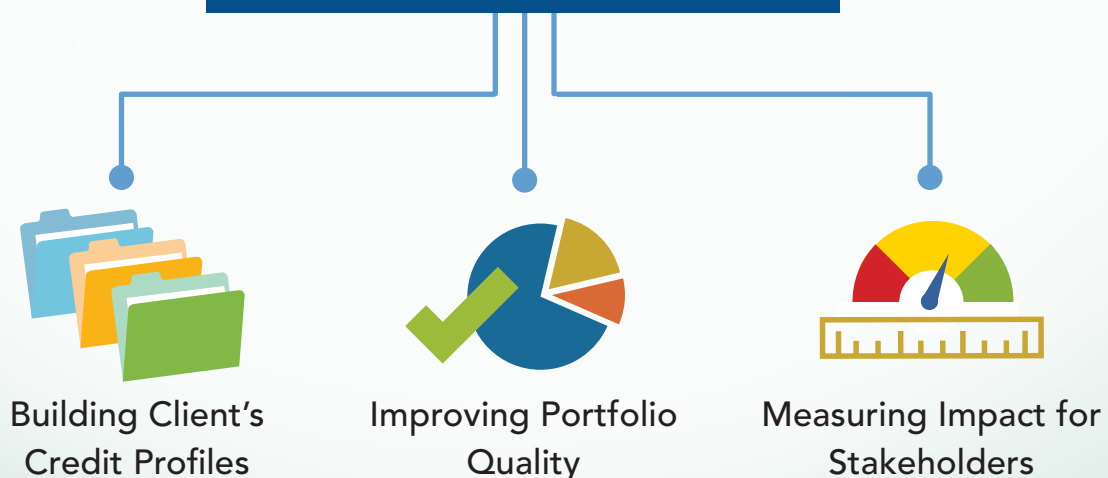 Building Client's
Credit Profiles
Improving Portfolio
Quality
Measuring Impact for
Stakeholders